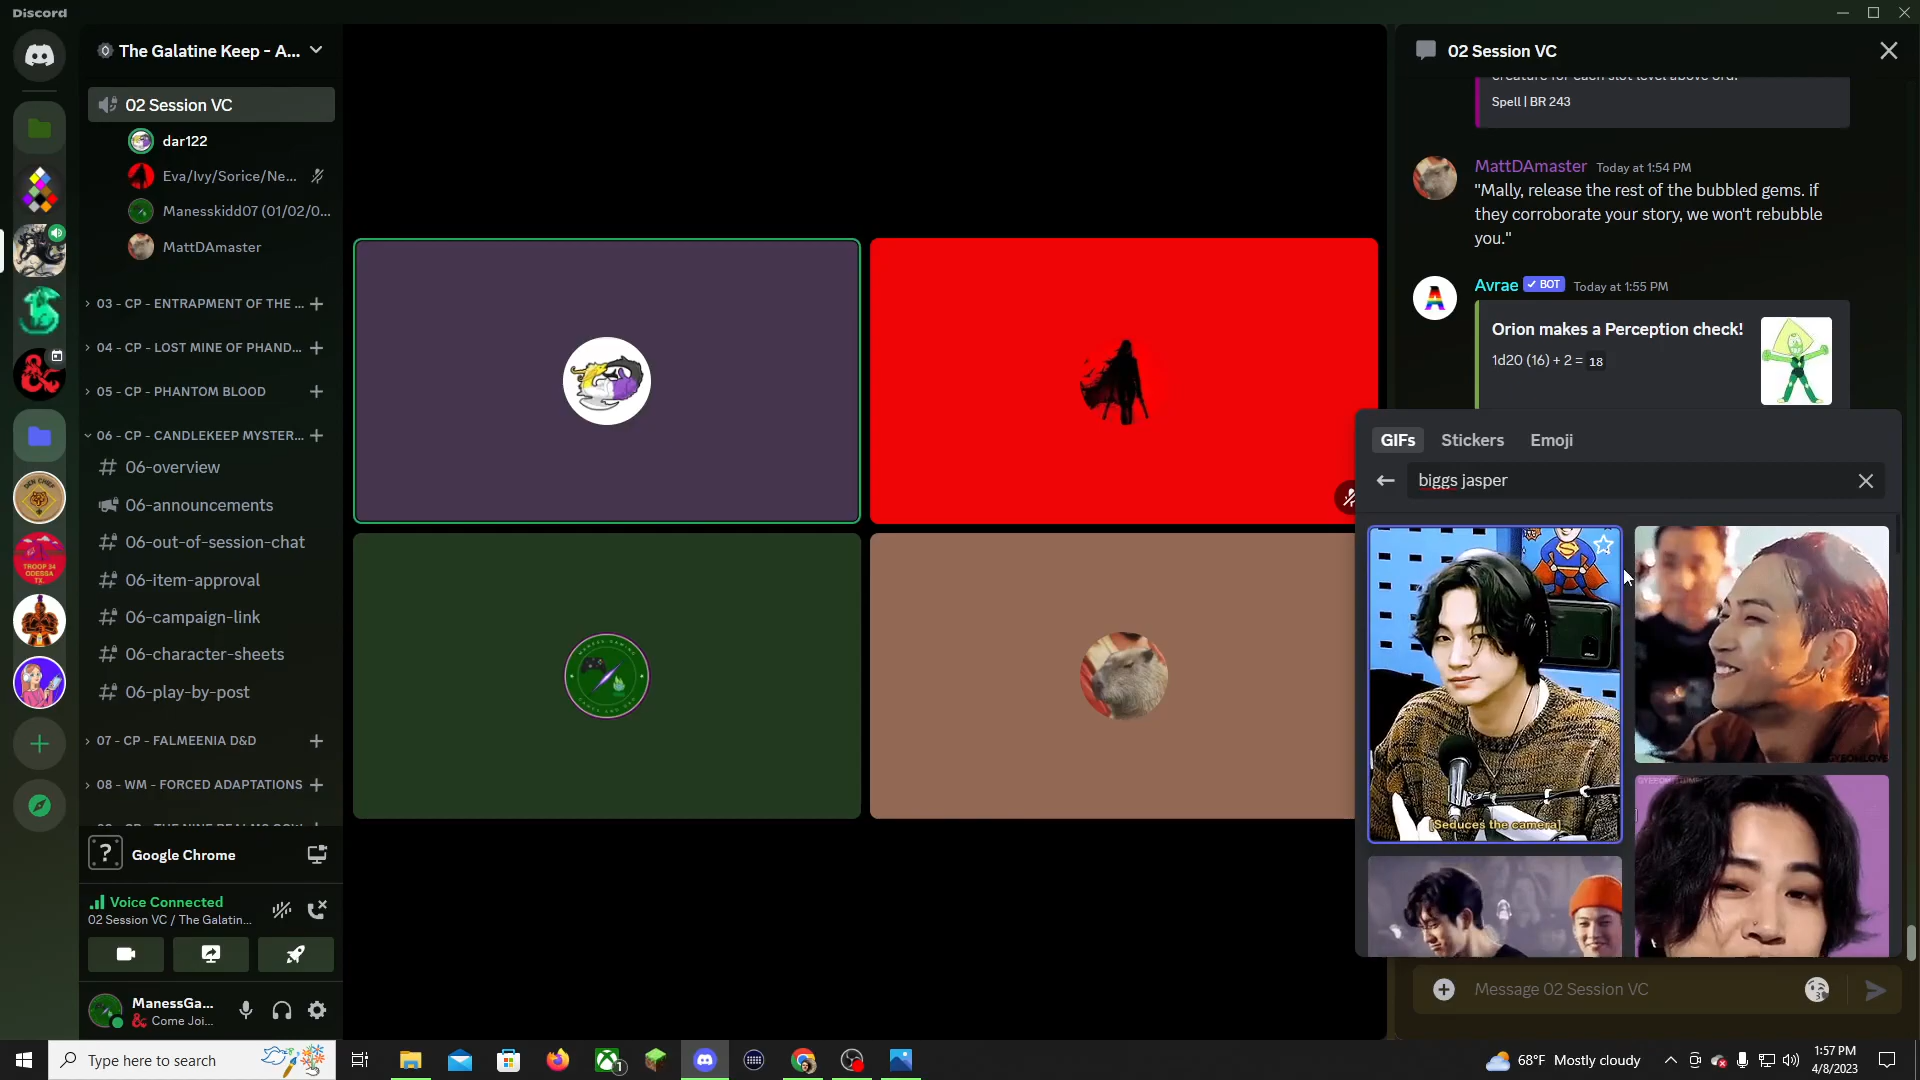 Discord
The Galatine Keep - A...
02 Session VC
dar122
Eva/Ivy/Sorice/Ne...
Manesskidd07 (01/02/0...
MattDAmaster
03 - CP - ENTRAPMENT OF THE ...
04 - CP - LOST MINE OF PHAND...
05 - CP - PHANTOM BLOOD
06 - CP - CANDLEKEEP MYSTER...
06-overview
06-announcements
06-out-of-session-chat
06-item-approval
06-campaign-link
06-character-sheets
06-play-by-post
07 - CP - FALMEENIA D&D
08 - WM - FORCED ADAPTATIONS
Google Chrome
Voice Connected
02 Session VC / The Galatin...
ManessGa...
Come Joi...
DEN CHIEF
TROOP 34
ODESSA
TX.
02 Session VC
Spell | BR 243
MattDAmaster Today at 1:54 PM
"Mally, release the rest of the bubbled gems. if
they corroborate your story, we won't rebubble
you."
Avrae BOT Today at 1:55 PM
Orion makes a Perception check!
1d20 (16) + 2 = 18
GIFs Stickers Emoji
biggs jasper
[Seduces the camera]
Message 02 Session VC
Type here to search
1
68°F Mostly cloudy
1:57 PM
4/8/2023